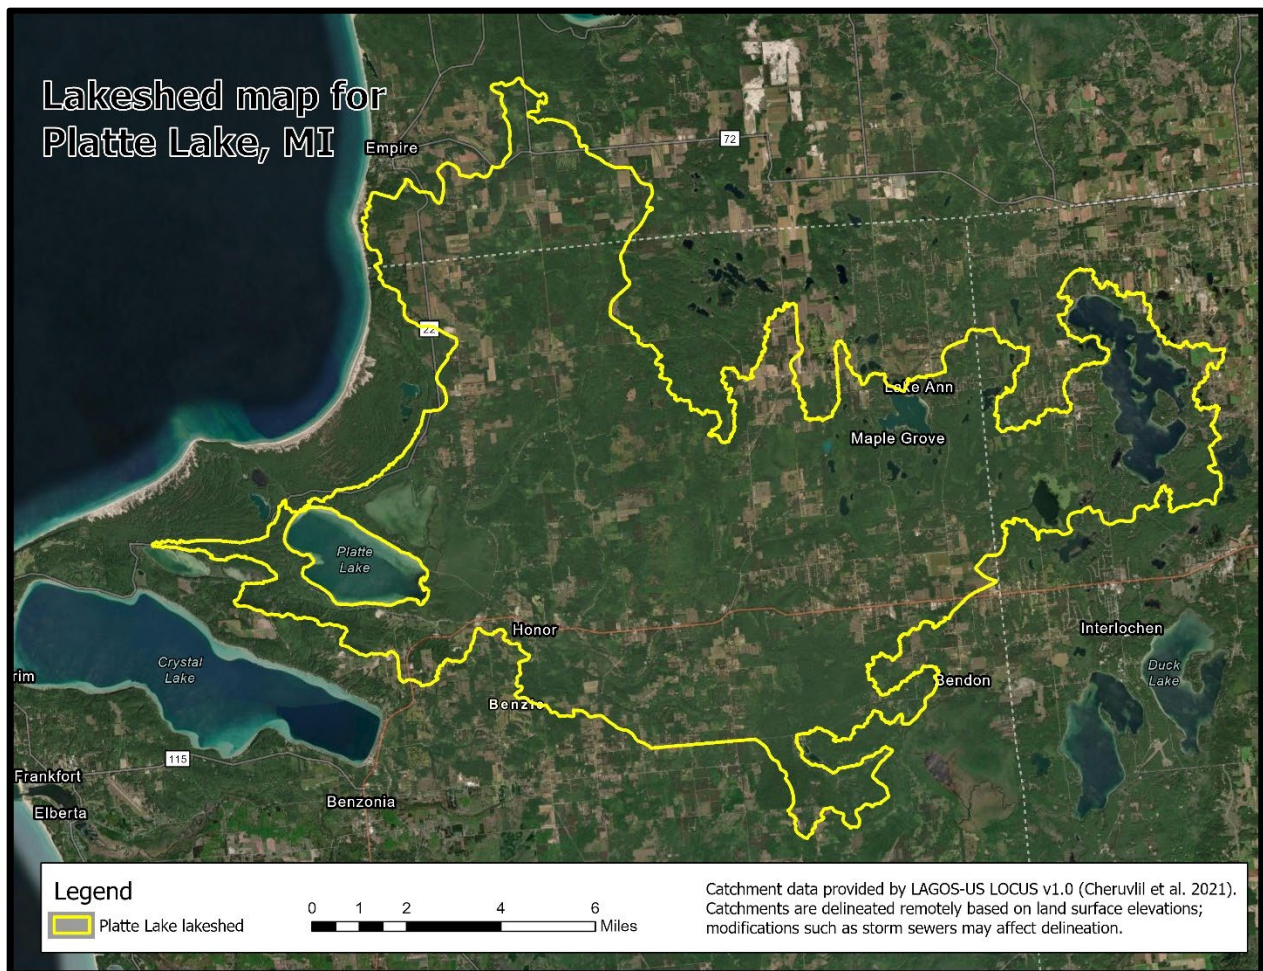 Lakeshed map for
Platte Lake, MI
Empire
72
22
Lake Ann
Maple Grove
Platte
Lake
Honor
Interlochen
Crystal
Lake
Duck
Lake
rim
Bendon
Benzie
115
Frankfort
Benzonia
Elberta
Legend
Platte Lake lakeshed
0 1 2 4 6
Miles
Catchment data provided by LAGOS-US LOCUS v1.0 (Cheruvlil et al. 2021).
Catchments are delineated remotely based on land surface elevations;
modifications such as storm sewers may affect delineation.